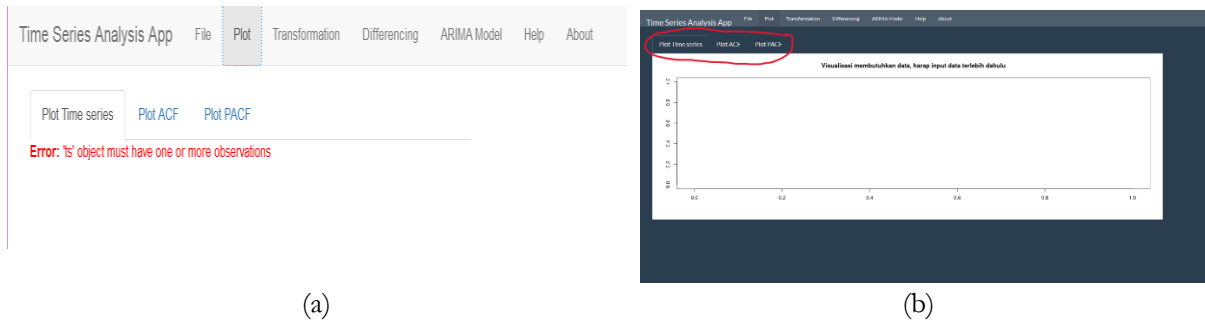 Time Series Analysis App File Plot Transformation Differencing ARIMA Model Help About
Plot Time series Plot ACF Plot PACF
Error: 'ts' object must have one or more observations
(a)
Time Series Analysis App File Plot Transformation Differencing ARIMA Model Help About
Plot Time series Plot ACF Plot PACF
Visualisasi membutuhkan data, harap input data terlebih dahulu
1.0
0.8
0.6
0.4
0.2
0.0
0.0 0.2 0.4 0.6 0.8 1.0
(b)